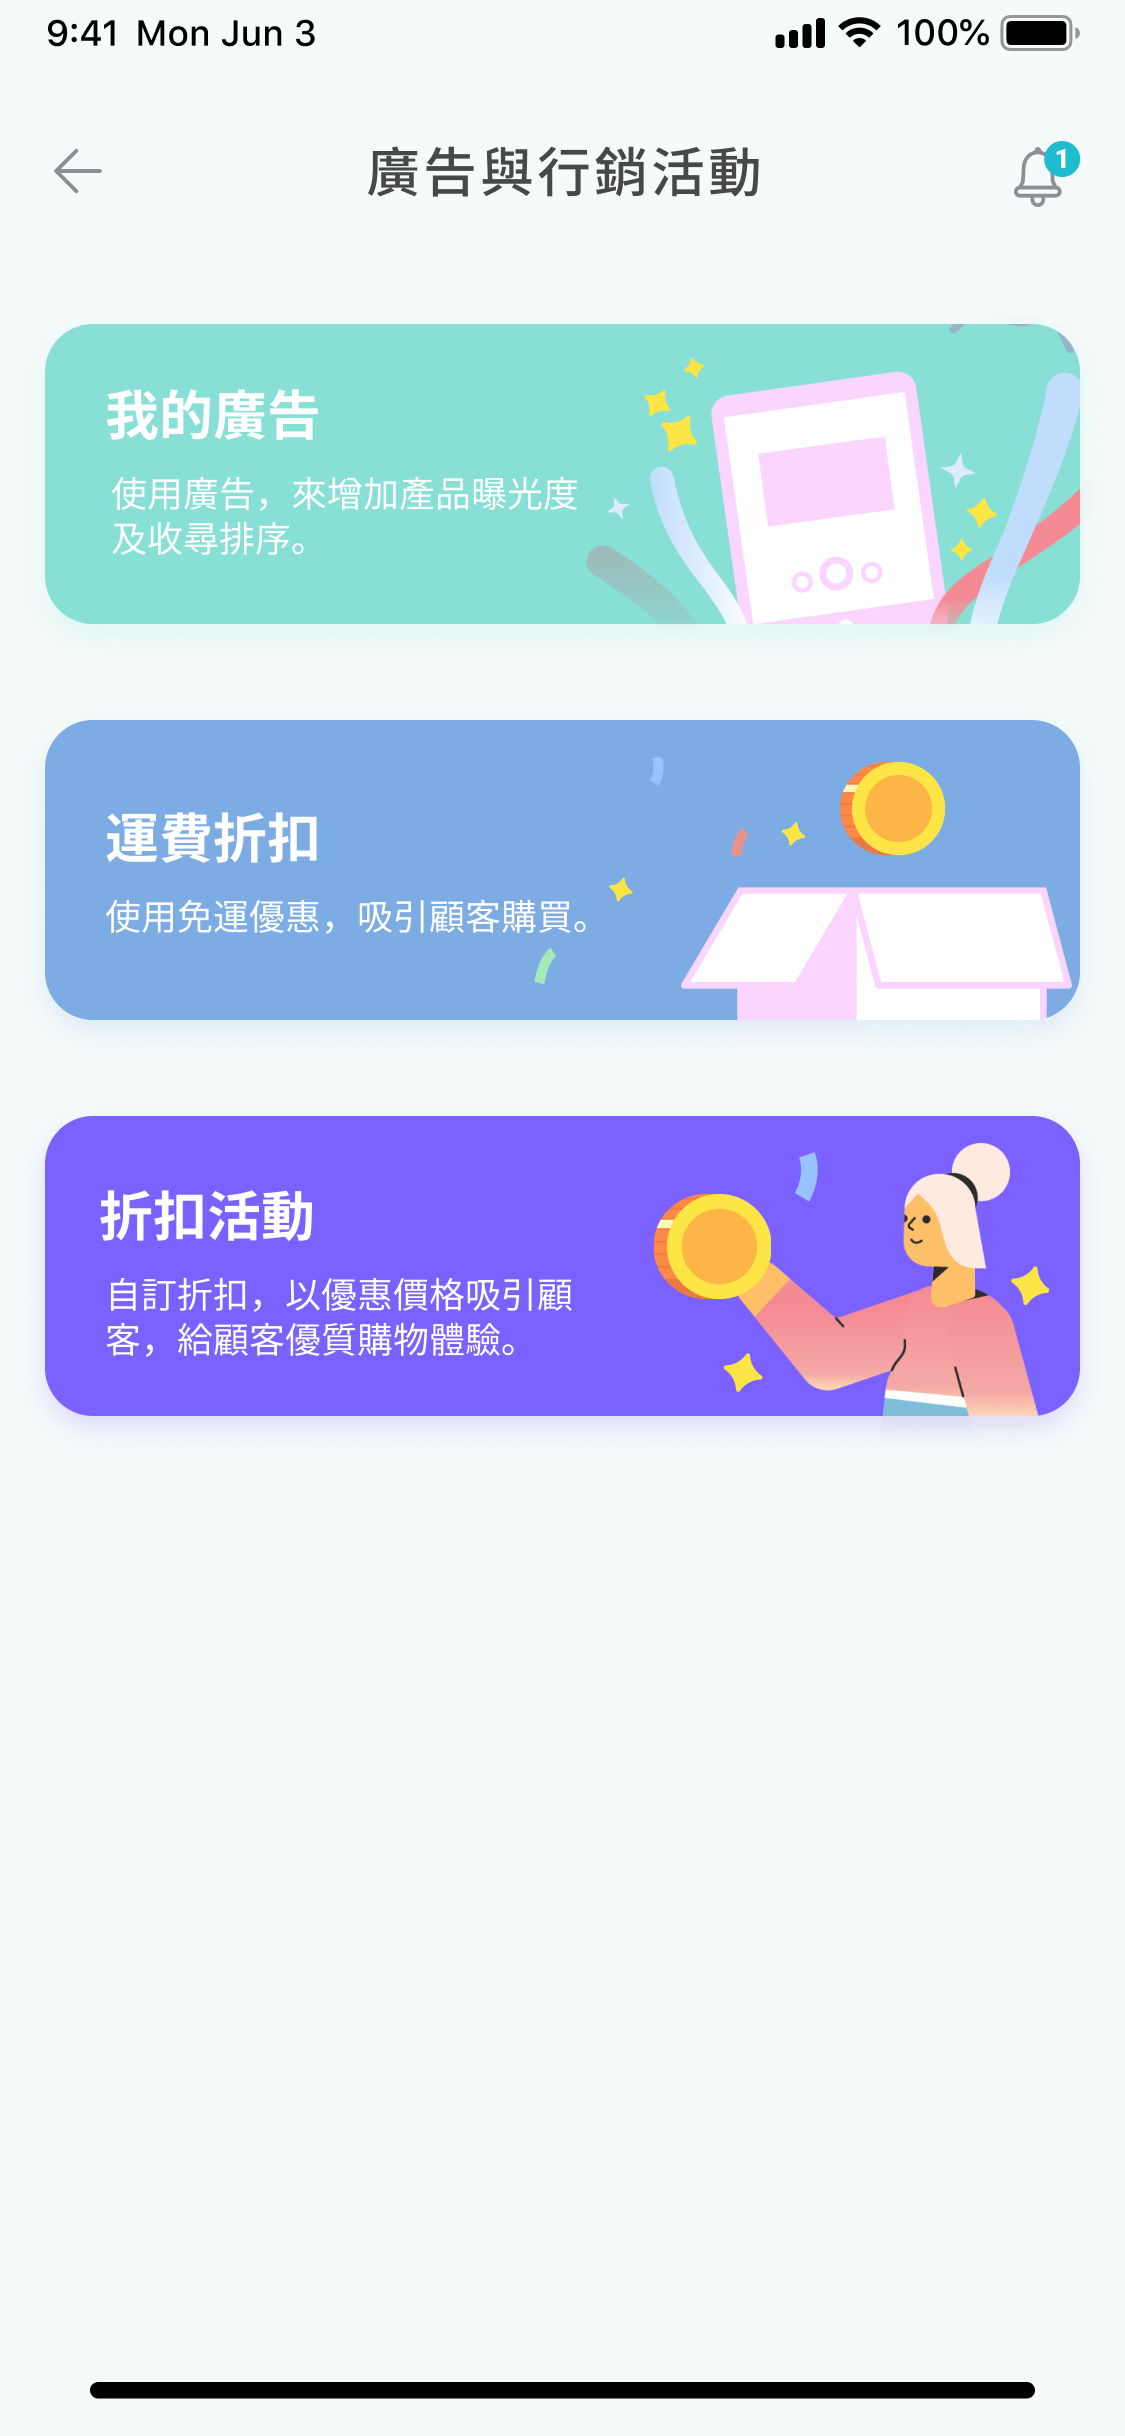 9:41 Mon Jun 3
100%
廣告與行銷活動
1
我的廣告
使用廣告，來增加產品曝光度
及收尋排序。
運費折扣
使用免運優惠，吸引顧客購買。
折扣活動
自訂折扣，以優惠價格吸引顧
客，給顧客優質購物體驗。